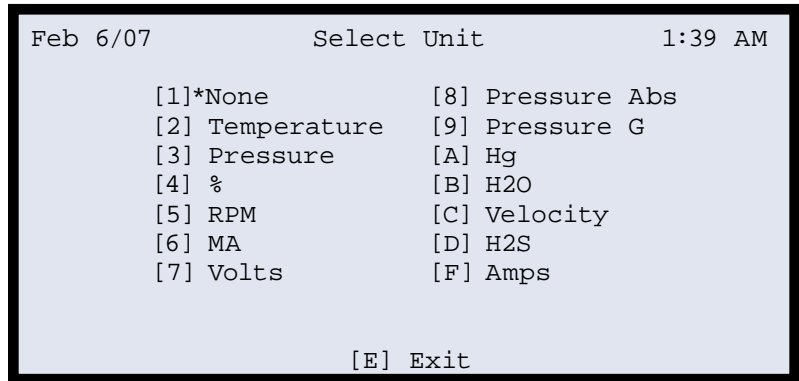 Feb 6/07 Select Unit 1:39 AM
[1]*None [8] Pressure Abs
[2] Temperature [9] Pressure G
[3] Pressure [A] Hg
[4] % [B] H2O
[5] RPM [C] Velocity
[6] MA [D] H2S
[7] Volts [F] Amps
[E] Exit